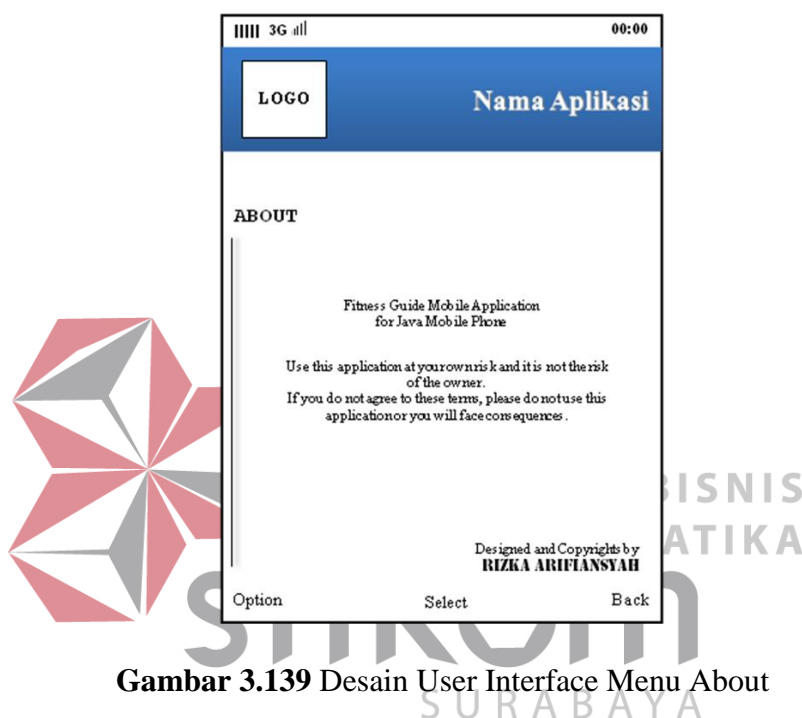 3G 00:00
LOGO
Nama Aplikasi
ABOUT
Fitness Guide Mobile Application
for Java Mobile Phone
Use this application at your own risk and it is not the risk
of the owner.
If you do not agree to these terms, please do not use this
application or you will face consequences.
Designed and Copyrights by
RIZKA ARIFIANSYAH
Option Select Back
BISNIS
ATIKA
stikom
SURABAYA
Gambar 3.139 Desain User Interface Menu About